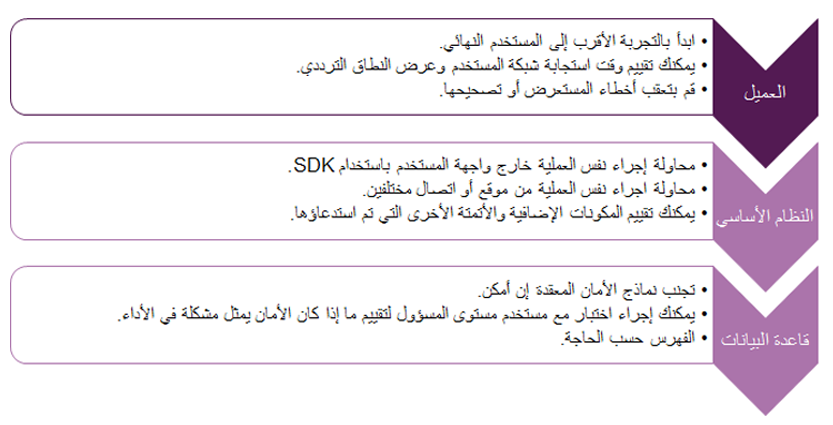 العميل
• ابدأ بالتجربة الأقرب إلى المستخدم النهائي.
• يمكنك تقييم وقت استجابة شبكة المستخدم وعرض النطاق الترددي.
• قم بتعقب أخطاء المستعرض أو تصحيحها.
النظام الأساسي
• محاولة إجراء نفس العملية خارج واجهة المستخدم باستخدام SDK.
• محاولة اجراء نفس العملية من موقع أو اتصال مختلفين.
• يمكنك تقييم المكونات الإضافية والأتمتة الأخرى التي تم استدعاؤها.
قاعدة البيانات
• تجنب نماذج الأمان المعقدة إن أمكن.
• يمكنك إجراء اختبار مع مستخدم مستوى المسؤول لتقييم ما إذا كان الأمان يمثل مشكلة في الأداء.
• الفهرس حسب الحاجة.